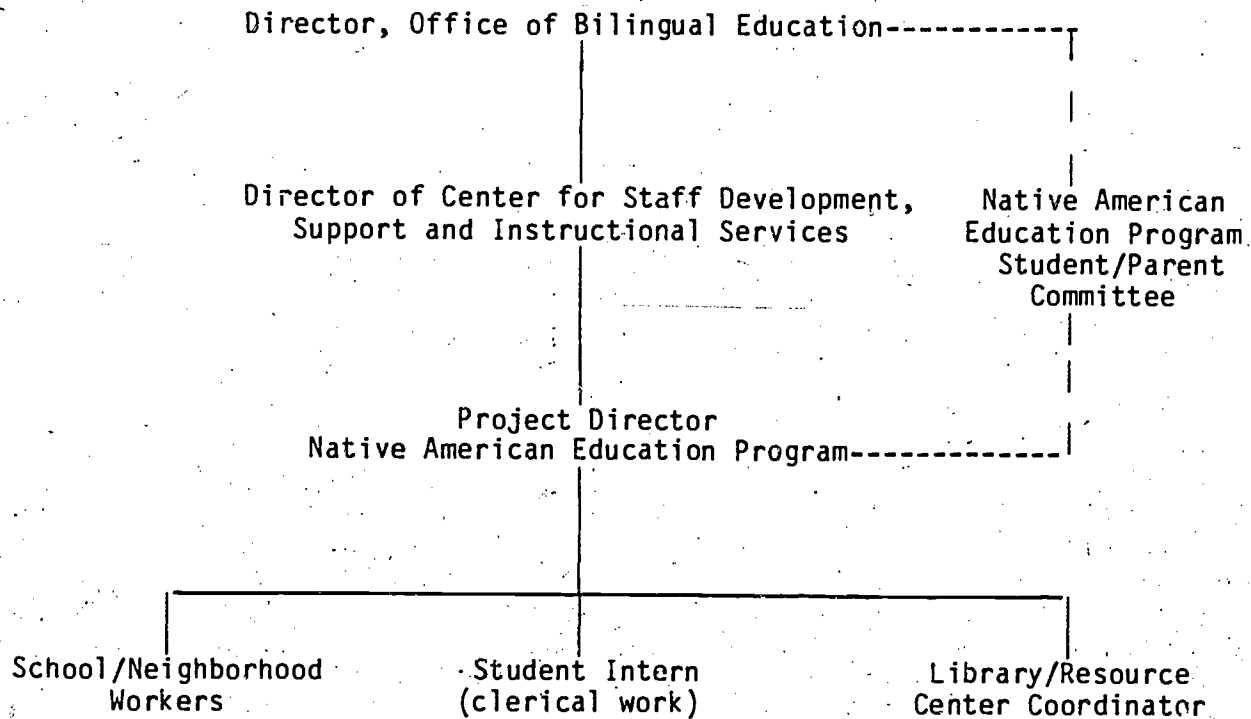 Director, Office of Bilingual Education
Director of Center for Staff Development,
Support and Instructional Services
Native American
Education Program
Student/Parent
Committee
Project Director
Native American Education Program
School/Neighborhood
Workers
Student Intern
(clerical work)
Library/Resource
Center Coordinator